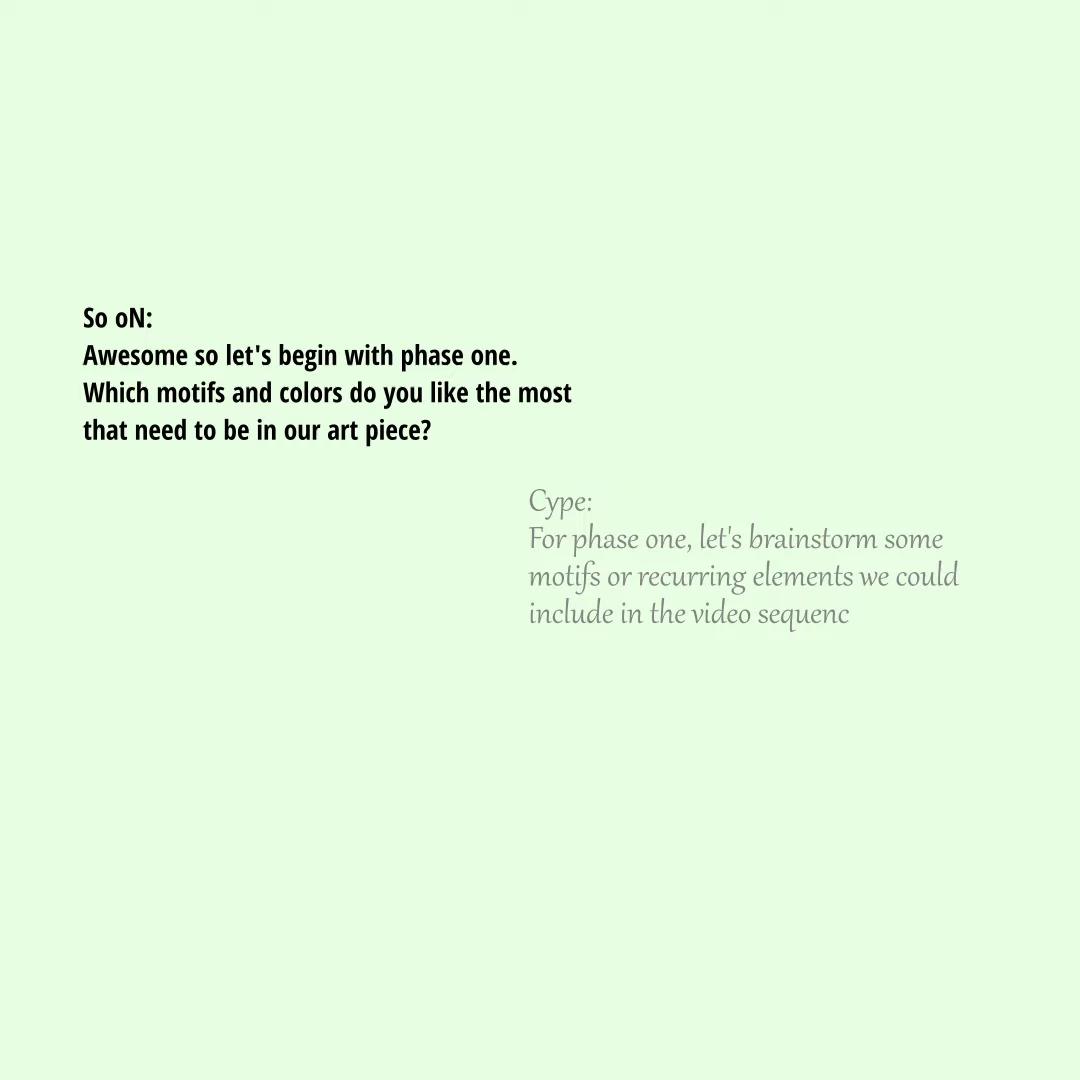 So oN:
Awesome so let's begin with phase one.
Which motifs and colors do you like the most
that need to be in our art piece?
Cype:
For phase one, let's brainstorm some
motifs or recurring elements we could
include in the video sequenc